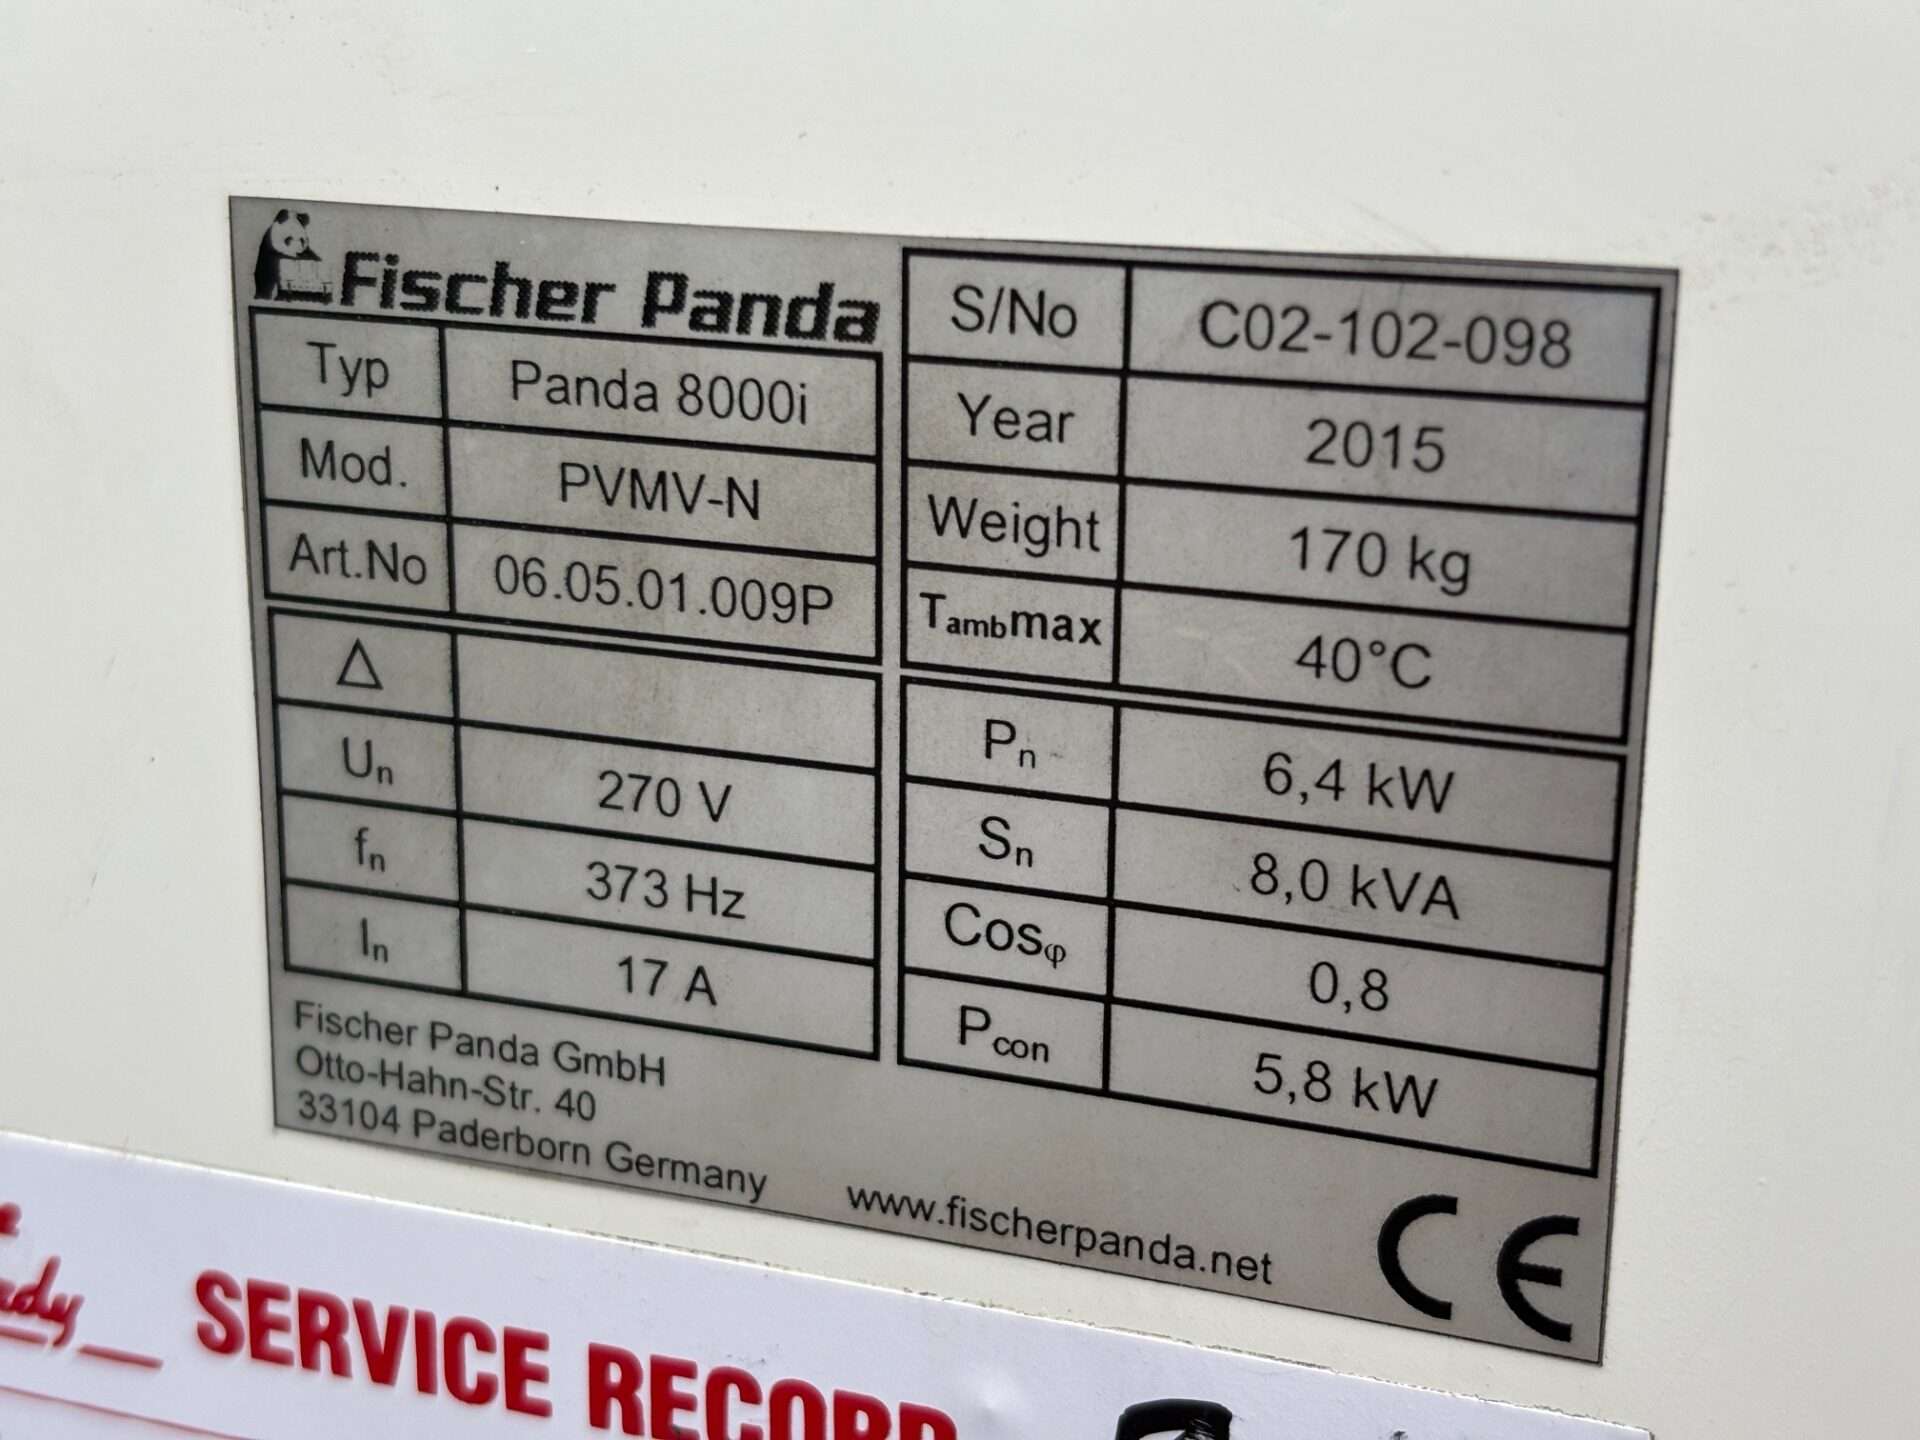 Fischer Panda
Typ Panda 8000i
Mod. PVMV-N
Art.No 06.05.01.009P
Δ
Un 270 V
fn 373 Hz
In 17 A
S/No C02-102-098
Year 2015
Weight 170 kg
Tambmax 40°C
Pn 6,4 kW
Sn 8,0 kVA
Cosφ 0,8
Pcon 5,8 kW
Fischer Panda GmbH
Otto-Hahn-Str. 40
33104 Paderborn Germany
www.fischerpanda.net
CE
SERVICE RECORD